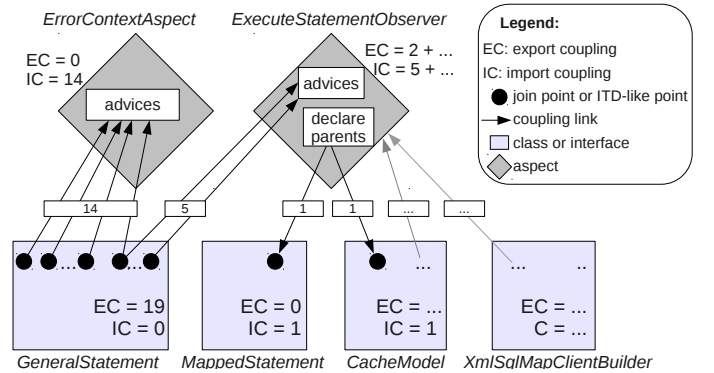 ErrorContextAspect
ExecuteStatementObserver
Legend:
EC: export coupling
IC: import coupling
join point or ITD-like point
coupling link
class or interface
aspect
EC = 0
IC = 14
advices
EC = 2 + ...
IC = 5 + ...
advices
declare
parents
14
5
1
1
...
...
...
...
EC = 19
IC = 0
EC = 0
IC = 1
...
EC = ...
IC = 1
...
..
EC = ...
C = ...
GeneralStatement
MappedStatement
CacheModel
XmlSqlMapClientBuilder